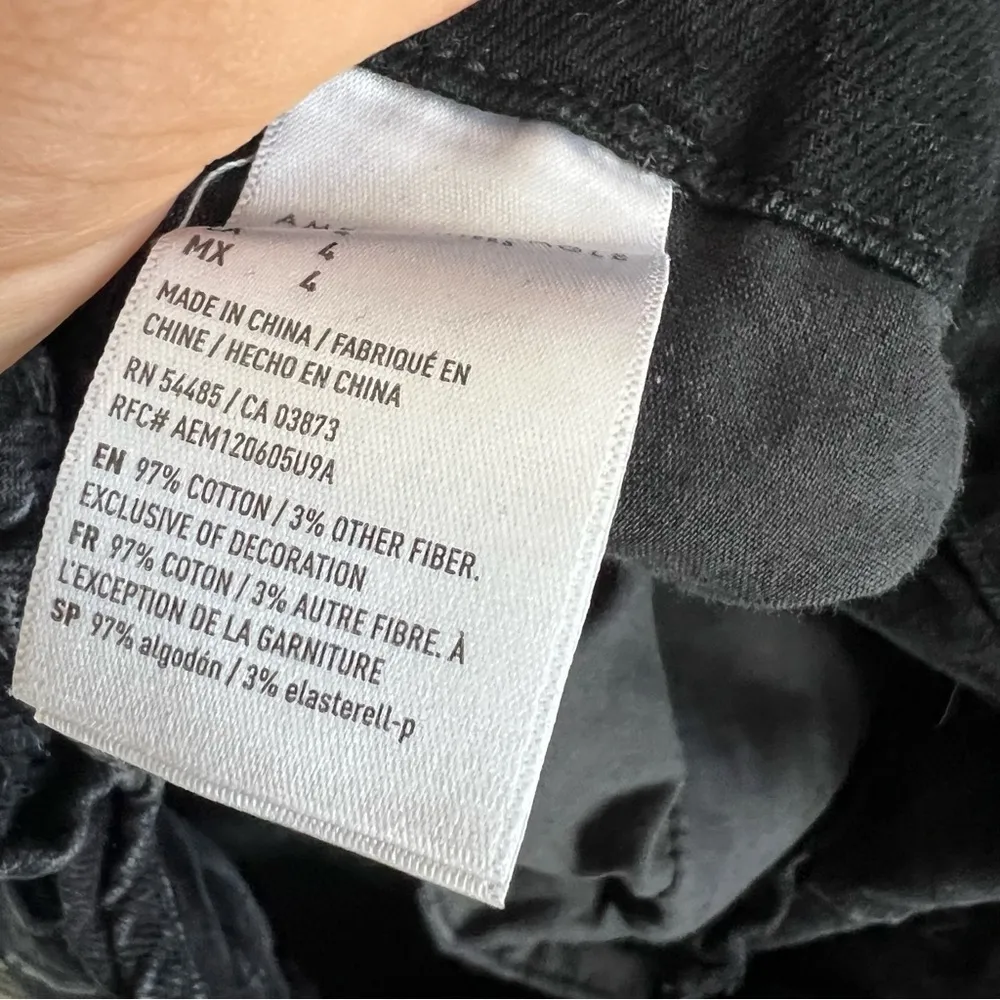 4
MX 4
MADE IN CHINA / FABRIQUÉ EN
CHINE / HECHO EN CHINA
RN 54485 / CA 03873
RFC# AEM120605U9A
EN 97% COTTON / 3% OTHER FIBER.
EXCLUSIVE OF DECORATION
FR 97% COTON / 3% AUTRE FIBRE. À
L'EXCEPTION DE LA GARNITURE
SP 97% algodón / 3% elasterell-p